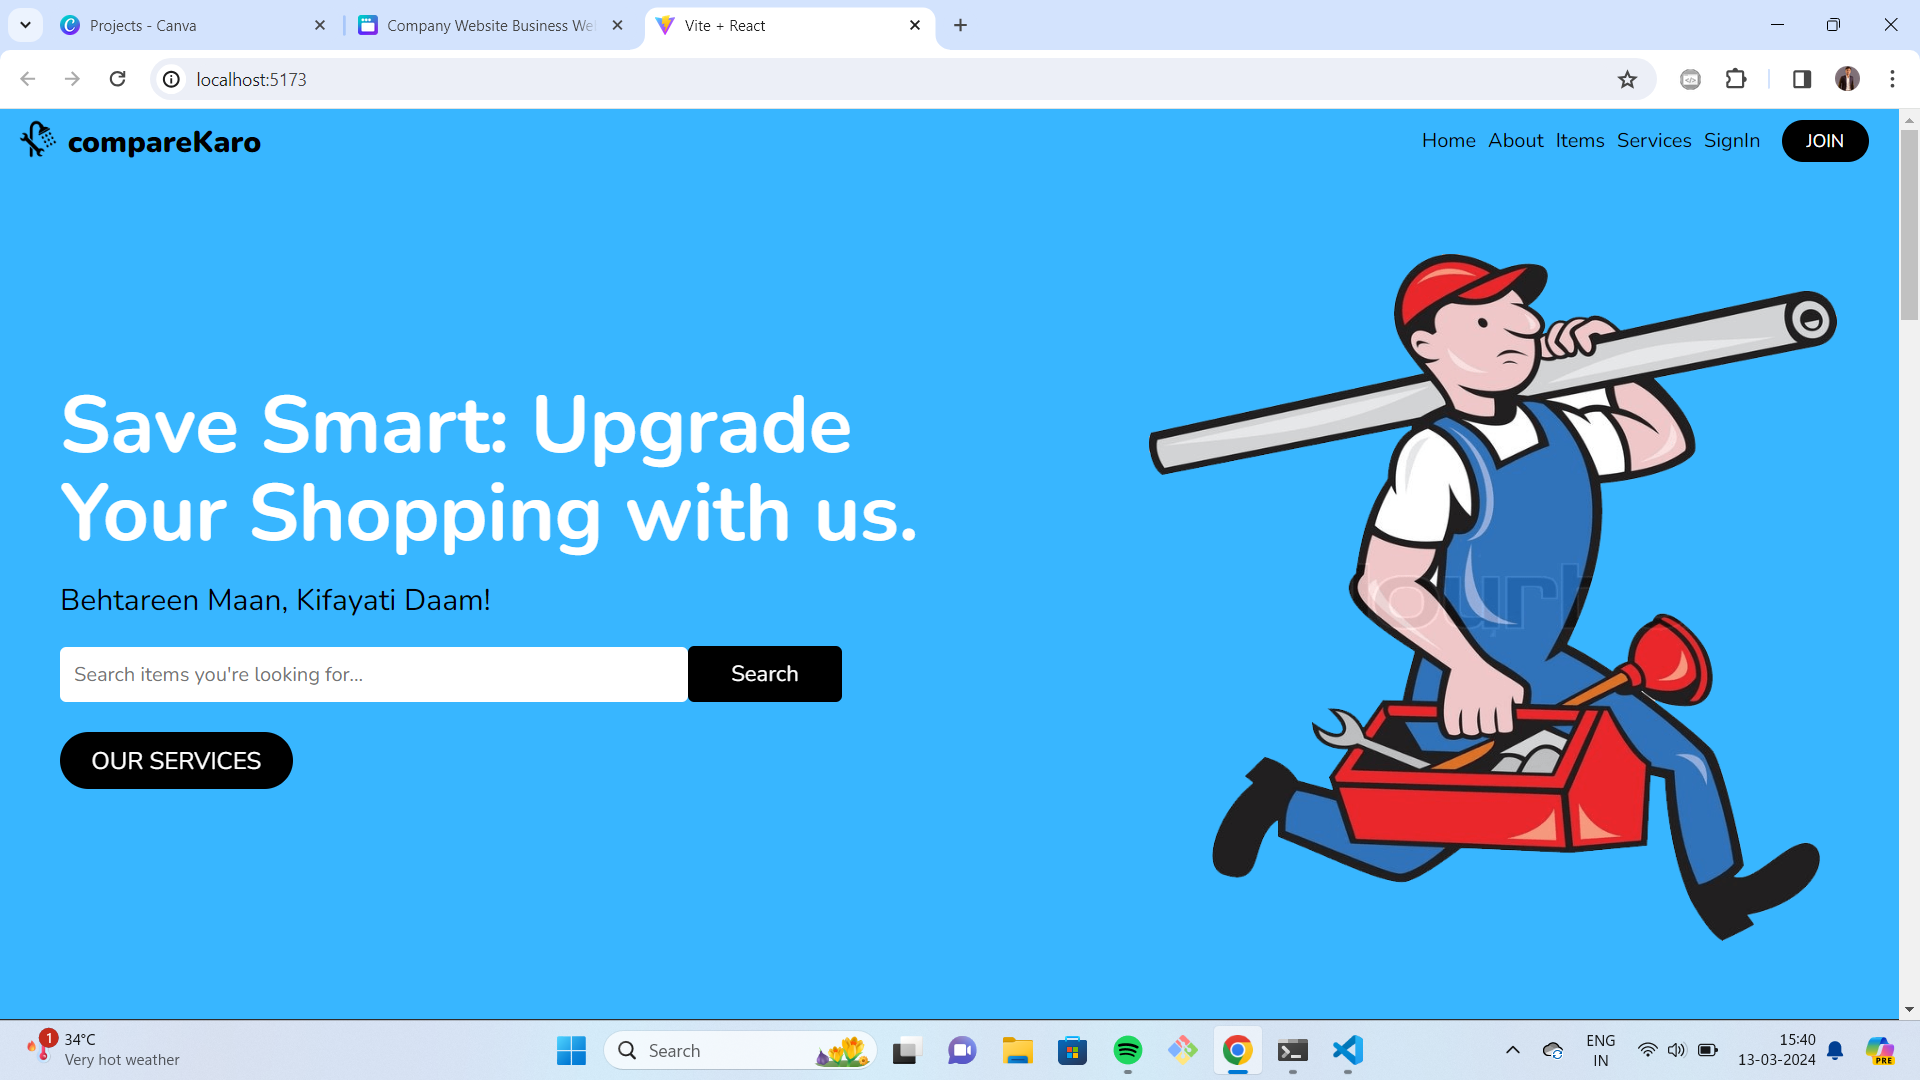 Projects - Canva
Company Website Business We
Vite + React
localhost:5173
compareKaro
Home About Items Services SignIn JOIN
Save Smart: Upgrade
Your Shopping with us.
Behtareen Maan, Kifayati Daam!
Search items you're looking for...
Search
OUR SERVICES
1
34°C
Very hot weather
Search
ENG
IN
15:40
13-03-2024
PRE